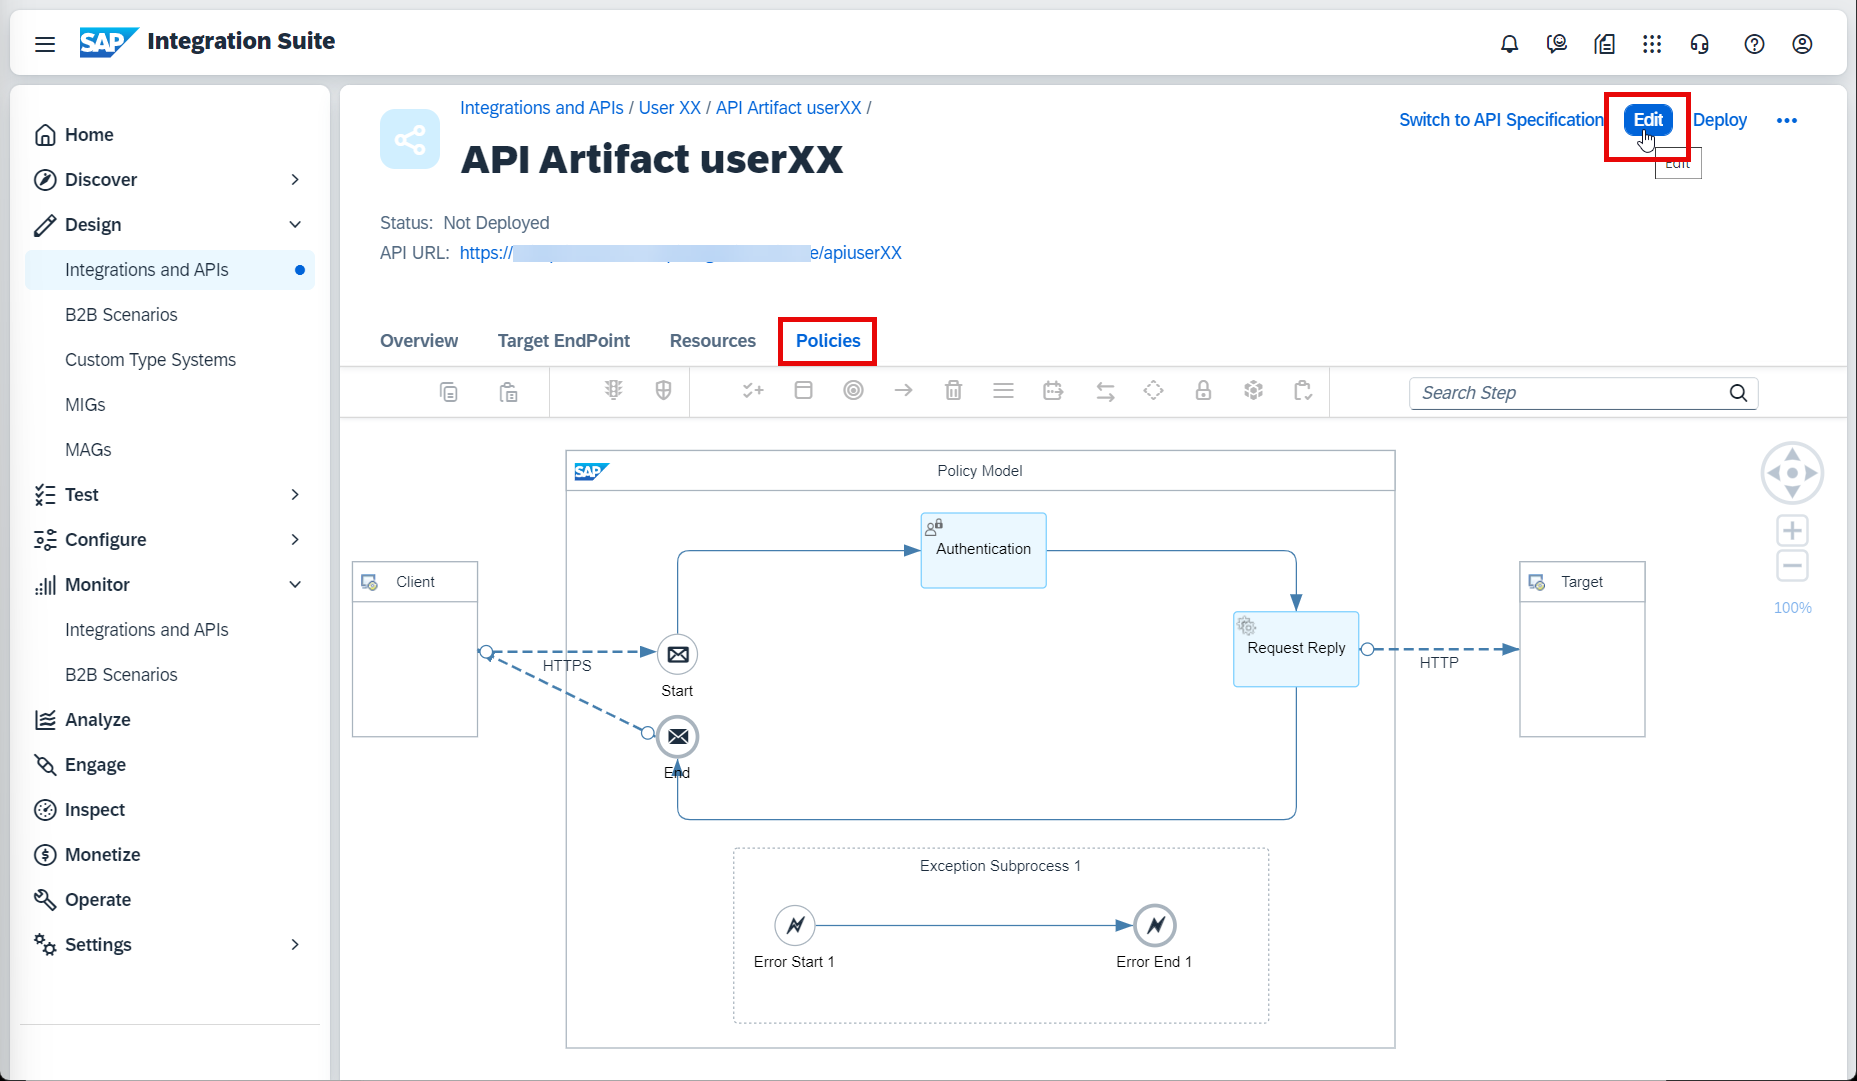 SAP Integration Suite
Home
Discover
Design
Integrations and APIs
B2B Scenarios
Custom Type Systems
MIGs
MAGs
Test
Configure
Monitor
Integrations and APIs
B2B Scenarios
Analyze
Engage
Inspect
Monetize
Operate
Settings
Integrations and APIs / User XX / API Artifact userXX /
API Artifact userXX
Switch to API Specification Edit Deploy
Edit
Status: Not Deployed
API URL: https:// e/apiuserXX
Overview Target EndPoint Resources Policies
Search Step
SAP Policy Model
Authentication
Client
Target
Request Reply
HTTPS
HTTP
Start
End
100%
Exception Subprocess 1
Error Start 1
Error End 1